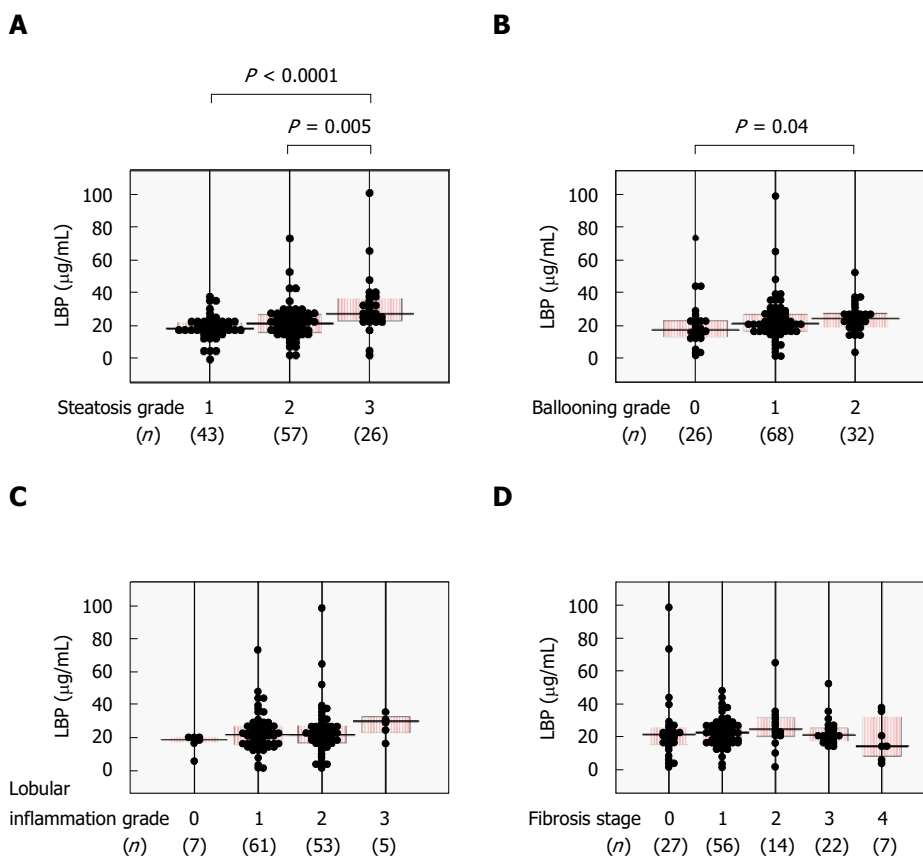 A
P < 0.0001
P = 0.005
LBP (µg/mL)
100
80
60
40
20
0
Steatosis grade 1 2 3
(n) (43) (57) (26)
B
P = 0.04
LBP (µg/mL)
100
80
60
40
20
0
Ballooning grade 0 1 2
(n) (26) (68) (32)
C
LBP (µg/mL)
100
80
60
40
20
0
Lobular
inflammation grade 0 1 2 3
(n) (7) (61) (53) (5)
D
LBP (µg/mL)
100
80
60
40
20
0
Fibrosis stage 0 1 2 3 4
(n) (27) (56) (14) (22) (7)